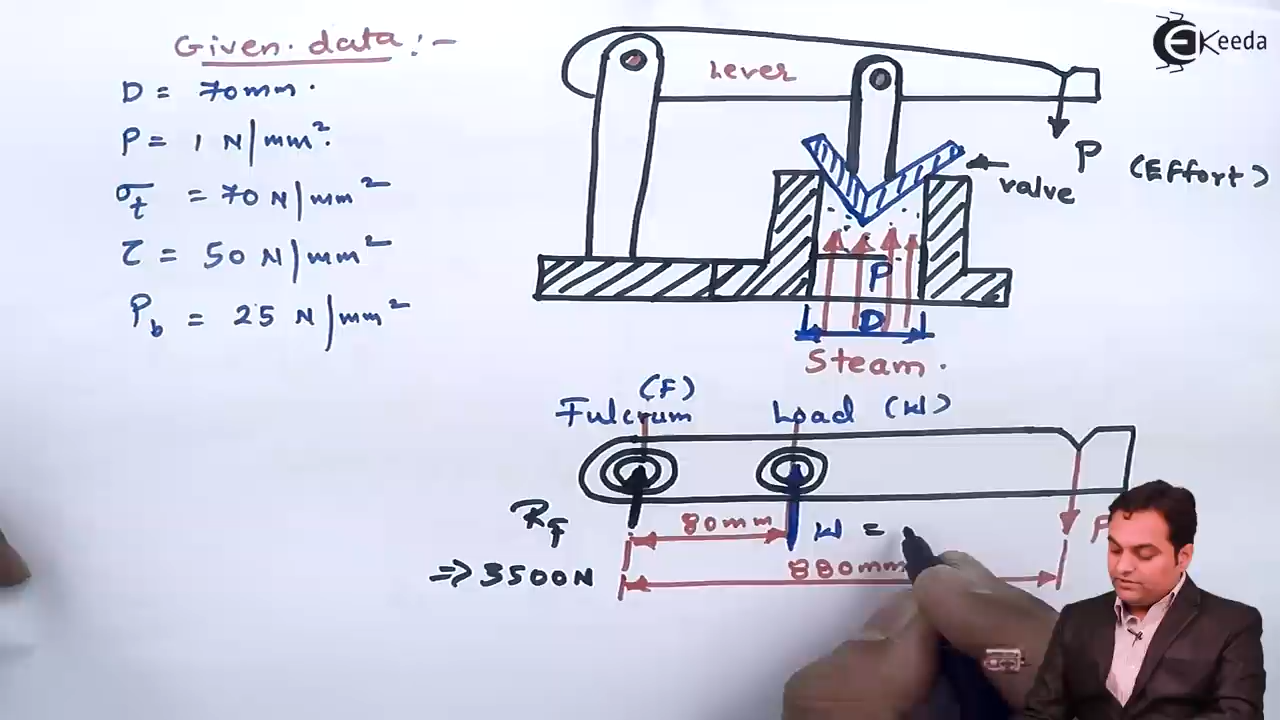 Given data :-
D = 70mm.
P = 1 N/mm².
σt = 70 N/mm²
τ = 50 N/mm²
Pb = 25 N/mm²
EKeeda
Lever
P (Effort)
valve
P
D
Steam.
Fulcrum (F)
Load (W)
RF
⇒ 3500N
80mm
W =
880mm
P